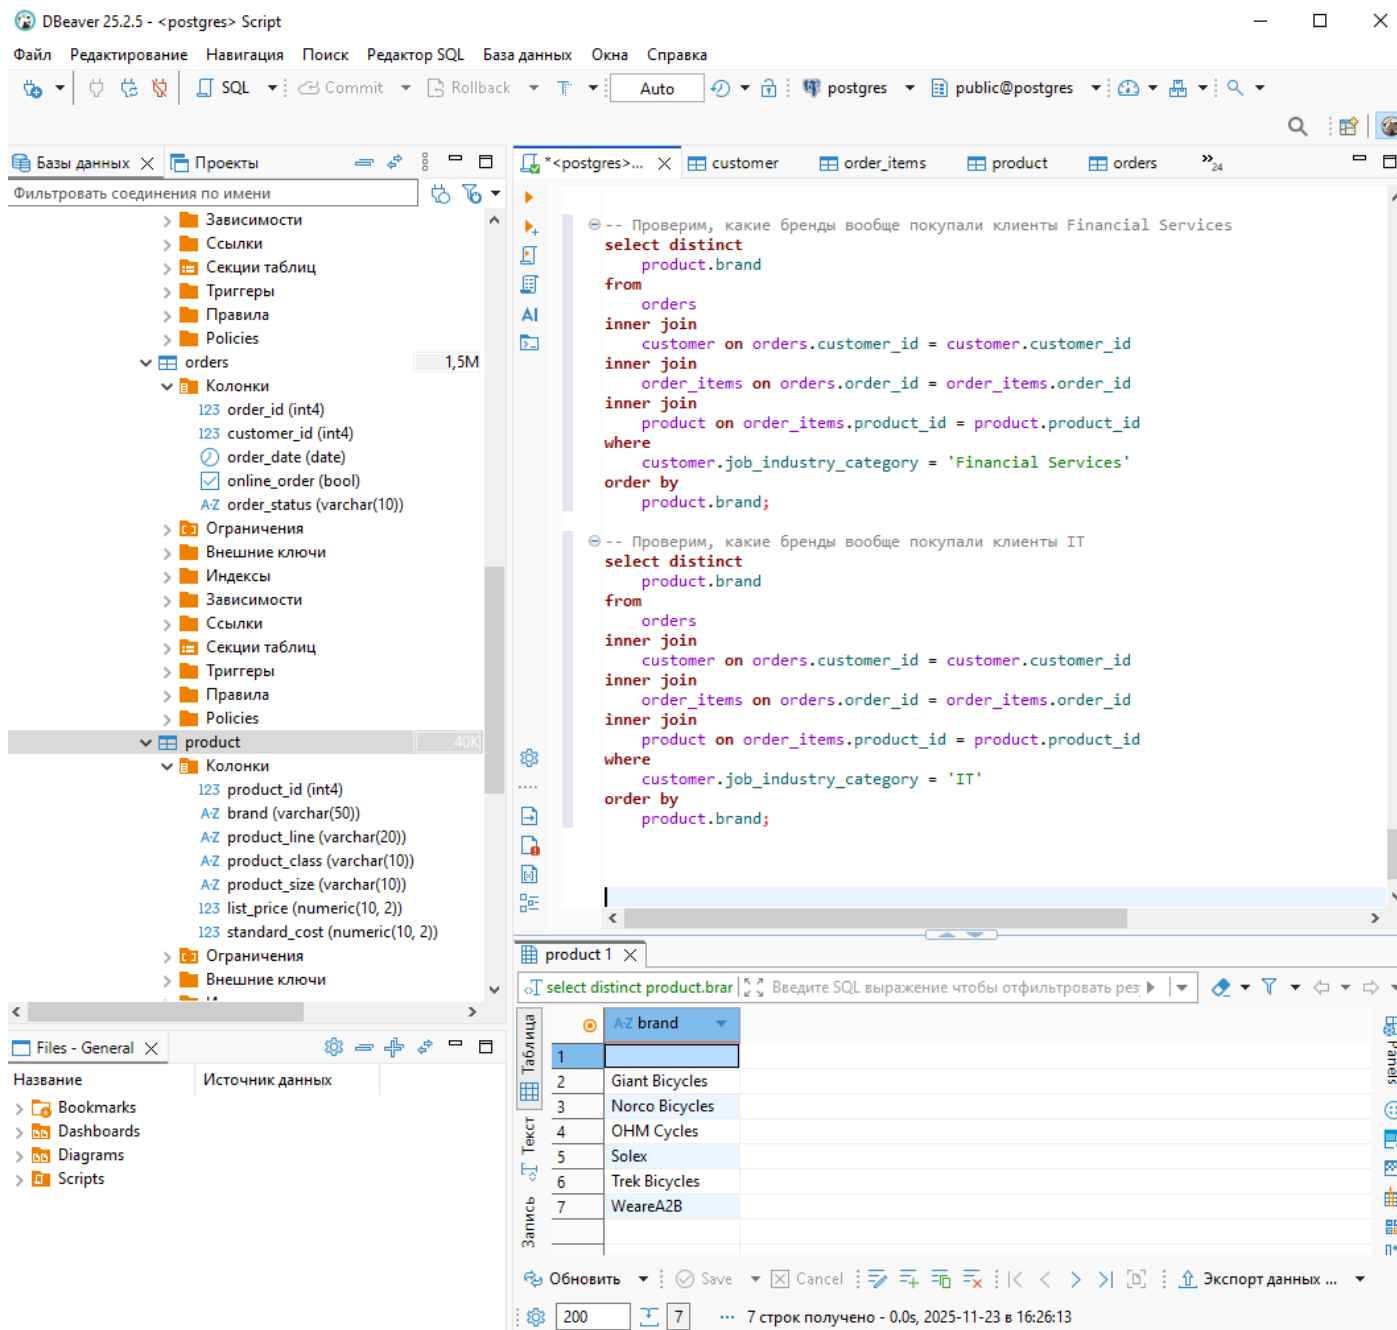 DBeaver 25.2.5 - <postgres> Script
Файл Редактирование Навигация Поиск Редактор SQL База данных Окна Справка
SQL Commit Rollback Auto postgres public@postgres
Базы данных Проекты
*<postgres>... customer order_items product orders »24
Фильтровать соединения по имени
Зависимости
Ссылки
Секции таблиц
Триггеры
Правила
Policies
orders 1,5M
Колонки
123 order_id (int4)
123 customer_id (int4)
order_date (date)
online_order (bool)
A-Z order_status (varchar(10))
Ограничения
Внешние ключи
Индексы
Зависимости
Ссылки
Секции таблиц
Триггеры
Правила
Policies
product 40K
Колонки
123 product_id (int4)
A-Z brand (varchar(50))
A-Z product_line (varchar(20))
A-Z product_class (varchar(10))
A-Z product_size (varchar(10))
123 list_price (numeric(10, 2))
123 standard_cost (numeric(10, 2))
Ограничения
Внешние ключи
AI
-- Проверим, какие бренды вообще покупали клиенты Financial Services
select distinct
product.brand
from
orders
inner join
customer on orders.customer_id = customer.customer_id
inner join
order_items on orders.order_id = order_items.order_id
inner join
product on order_items.product_id = product.product_id
where
customer.job_industry_category = 'Financial Services'
order by
product.brand;
-- Проверим, какие бренды вообще покупали клиенты IT
select distinct
product.brand
from
orders
inner join
customer on orders.customer_id = customer.customer_id
inner join
order_items on orders.order_id = order_items.order_id
inner join
product on order_items.product_id = product.product_id
where
customer.job_industry_category = 'IT'
order by
product.brand;
Files - General
Название Источник данных
Bookmarks
Dashboards
Diagrams
Scripts
product 1
select distinct product.brar Введите SQL выражение чтобы отфильтровать рез
Таблица
Текст
Запись
Panels
A-Z brand
1
2 Giant Bicycles
3 Norco Bicycles
4 OHM Cycles
5 Solex
6 Trek Bicycles
7 WeareA2B
Обновить Save Cancel Экспорт данных ...
200 7 ... 7 строк получено - 0.0s, 2025-11-23 в 16:26:13